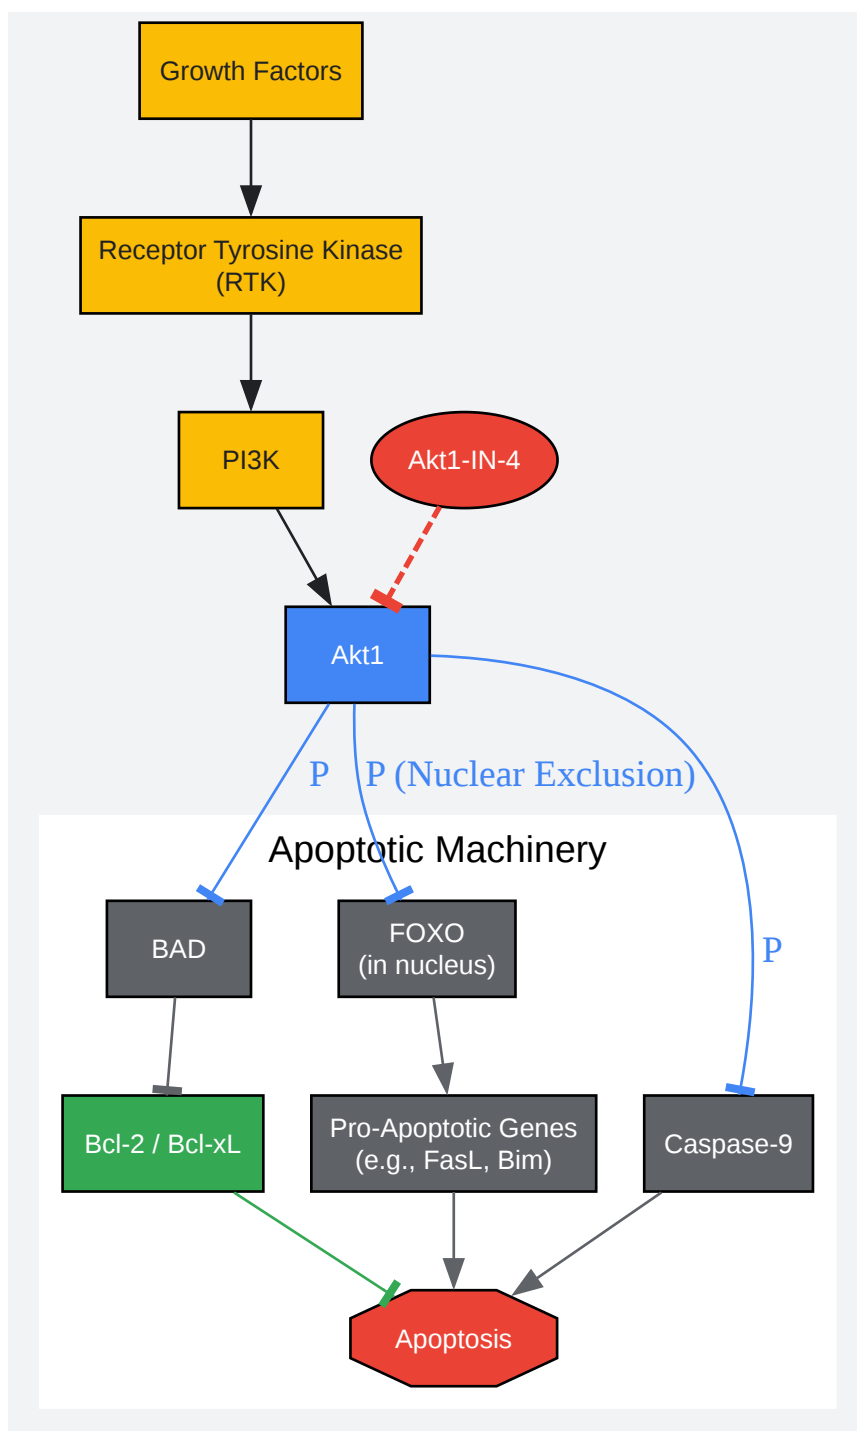 Growth Factors
Receptor Tyrosine Kinase
(RTK)
PI3K
Akt1-IN-4
Akt1
P
P (Nuclear Exclusion)
Apoptotic Machinery
BAD
FOXO
(in nucleus)
P
Bcl-2 / Bcl-xL
Pro-Apoptotic Genes
(e.g., FasL, Bim)
Caspase-9
Apoptosis